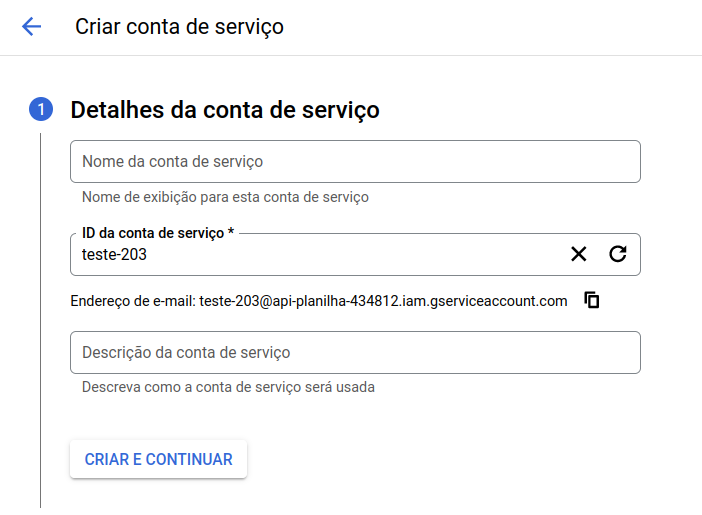 Criar conta de serviço
1 Detalhes da conta de serviço
Nome da conta de serviço
Nome de exibição para esta conta de serviço
ID da conta de serviço *
teste-203
Endereço de e-mail: teste-203@api-planilha-434812.iam.gserviceaccount.com
Descrição da conta de serviço
Descreva como a conta de serviço será usada
CRIAR E CONTINUAR